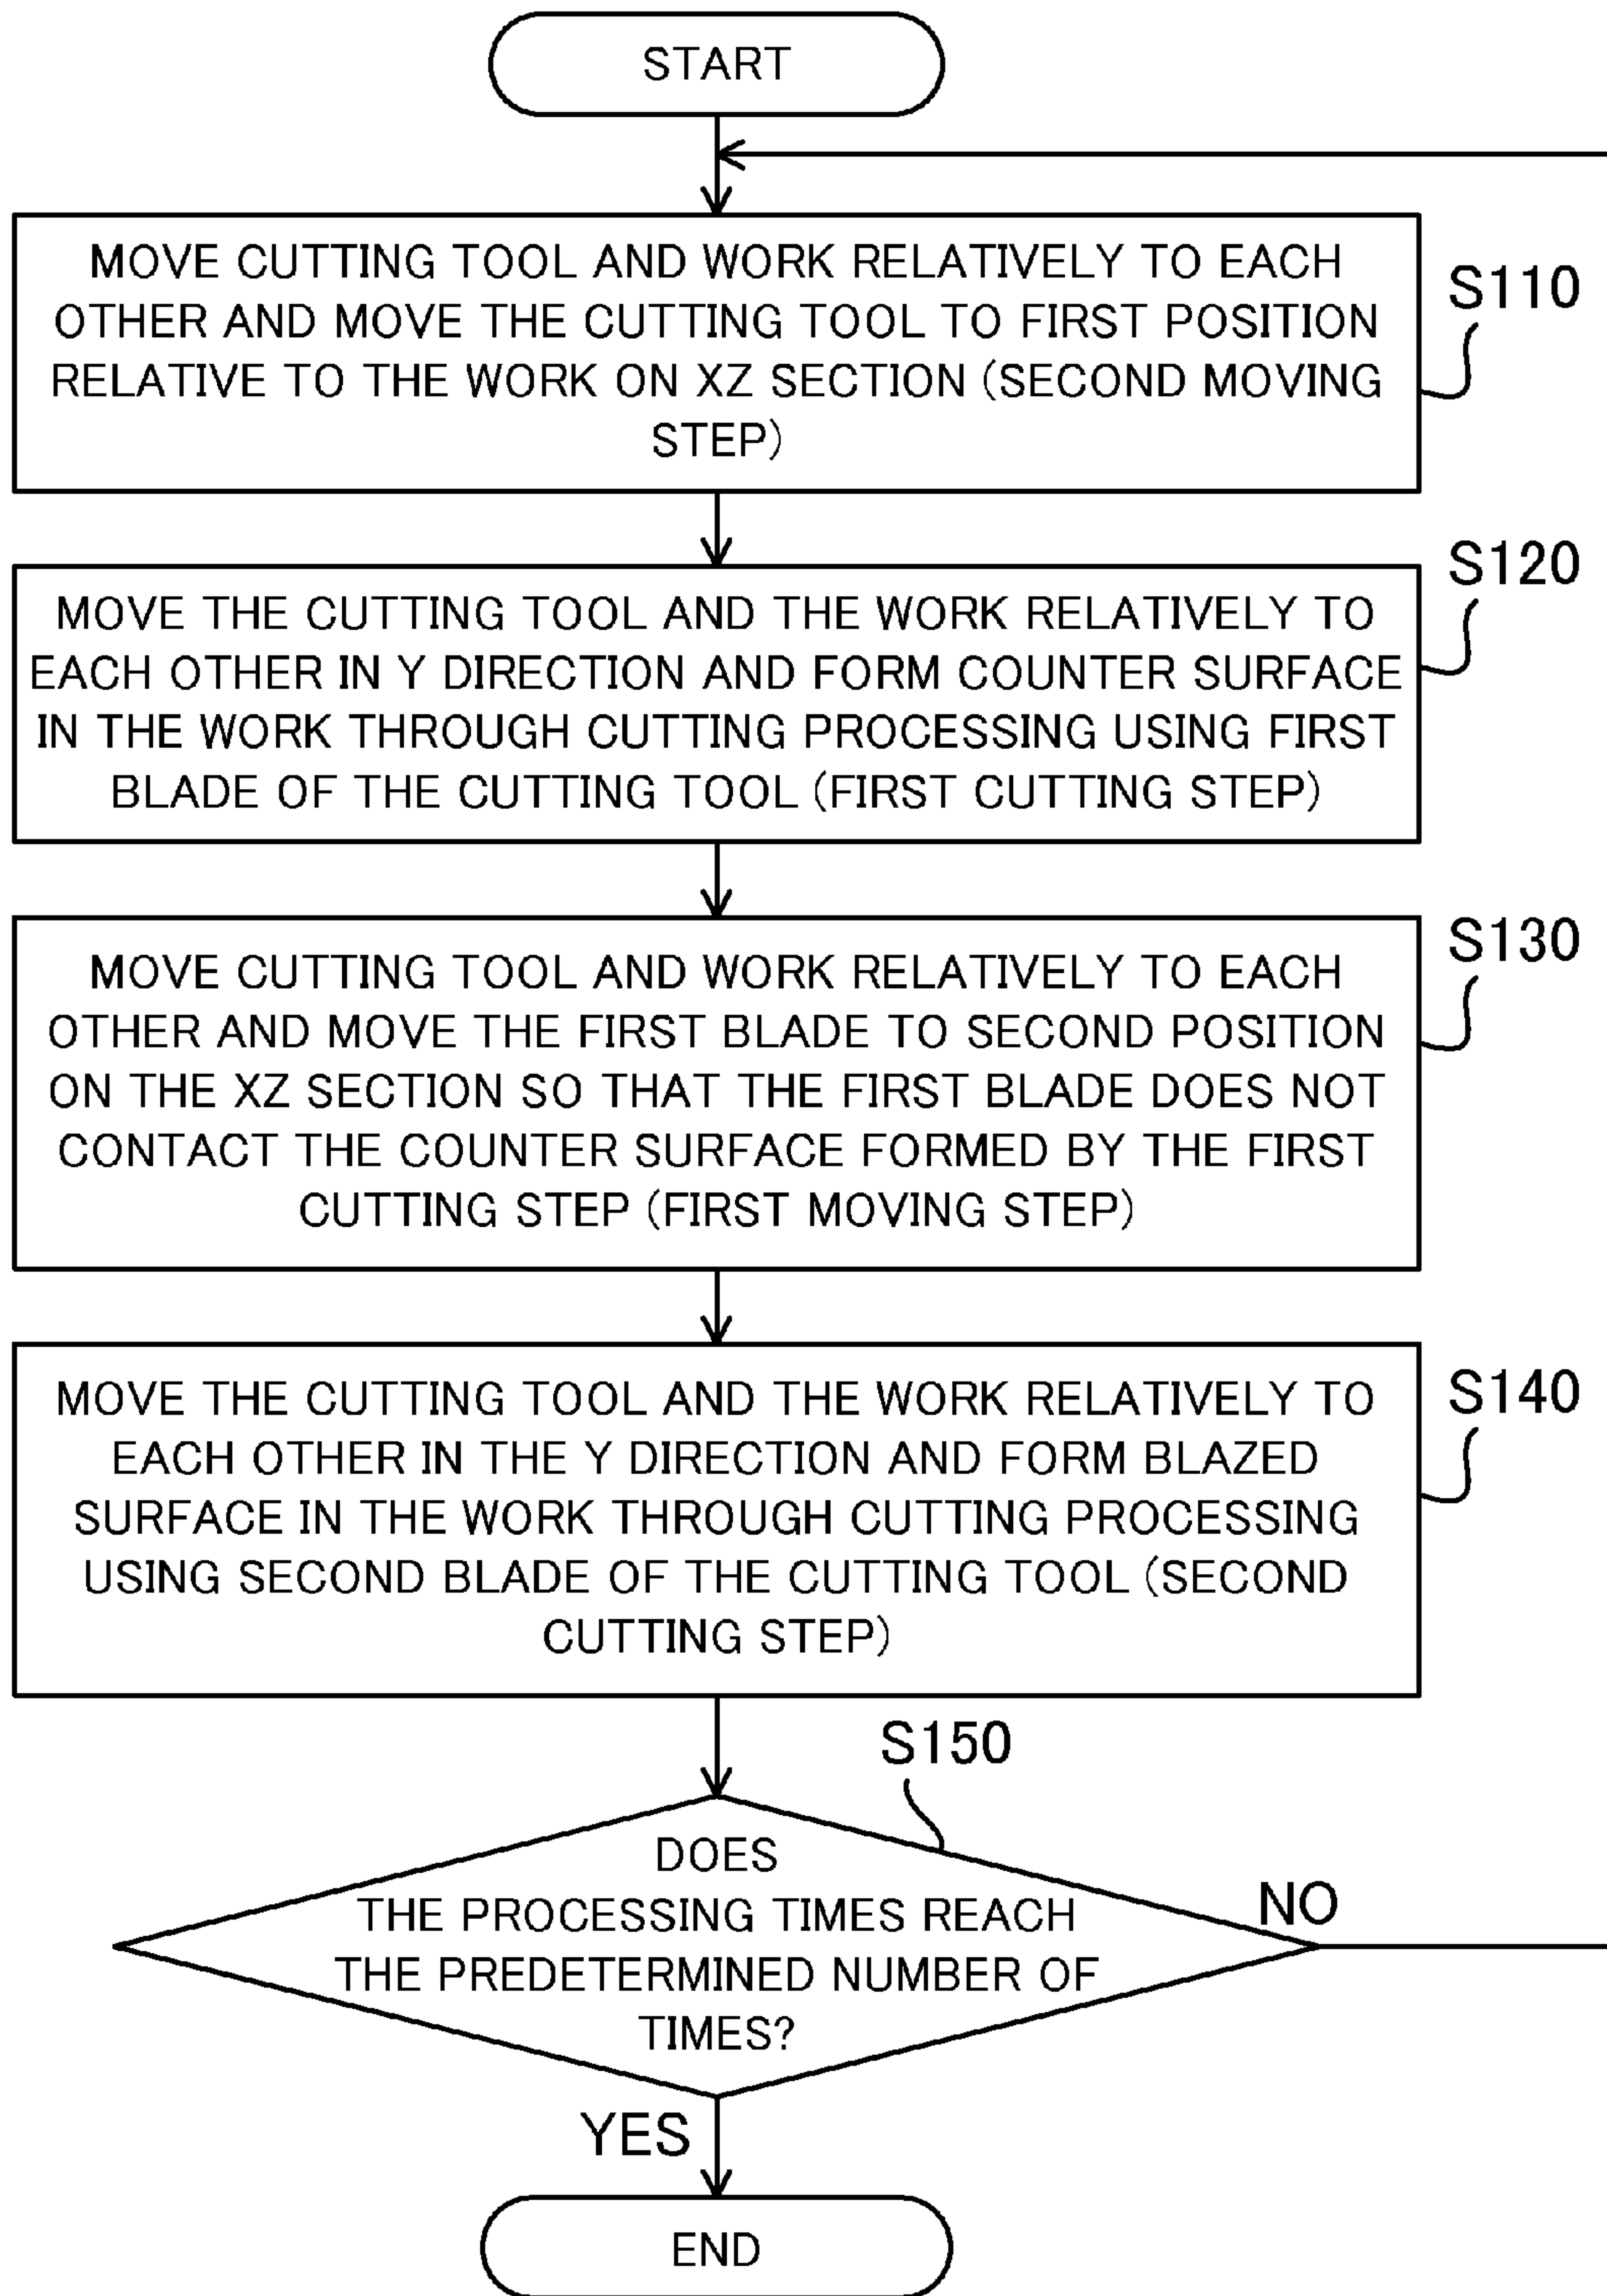 START
MOVE CUTTING TOOL AND WORK RELATIVELY TO EACH
OTHER AND MOVE THE CUTTING TOOL TO FIRST POSITION
RELATIVE TO THE WORK ON XZ SECTION (SECOND MOVING
STEP)
S110
MOVE THE CUTTING TOOL AND THE WORK RELATIVELY TO
EACH OTHER IN Y DIRECTION AND FORM COUNTER SURFACE
IN THE WORK THROUGH CUTTING PROCESSING USING FIRST
BLADE OF THE CUTTING TOOL (FIRST CUTTING STEP)
S120
MOVE CUTTING TOOL AND WORK RELATIVELY TO EACH
OTHER AND MOVE THE FIRST BLADE TO SECOND POSITION
ON THE XZ SECTION SO THAT THE FIRST BLADE DOES NOT
CONTACT THE COUNTER SURFACE FORMED BY THE FIRST
CUTTING STEP (FIRST MOVING STEP)
S130
MOVE THE CUTTING TOOL AND THE WORK RELATIVELY TO
EACH OTHER IN THE Y DIRECTION AND FORM BLAZED
SURFACE IN THE WORK THROUGH CUTTING PROCESSING
USING SECOND BLADE OF THE CUTTING TOOL (SECOND
CUTTING STEP)
S140
S150
DOES
THE PROCESSING TIMES REACH
THE PREDETERMINED NUMBER OF
TIMES?
NO
YES
END